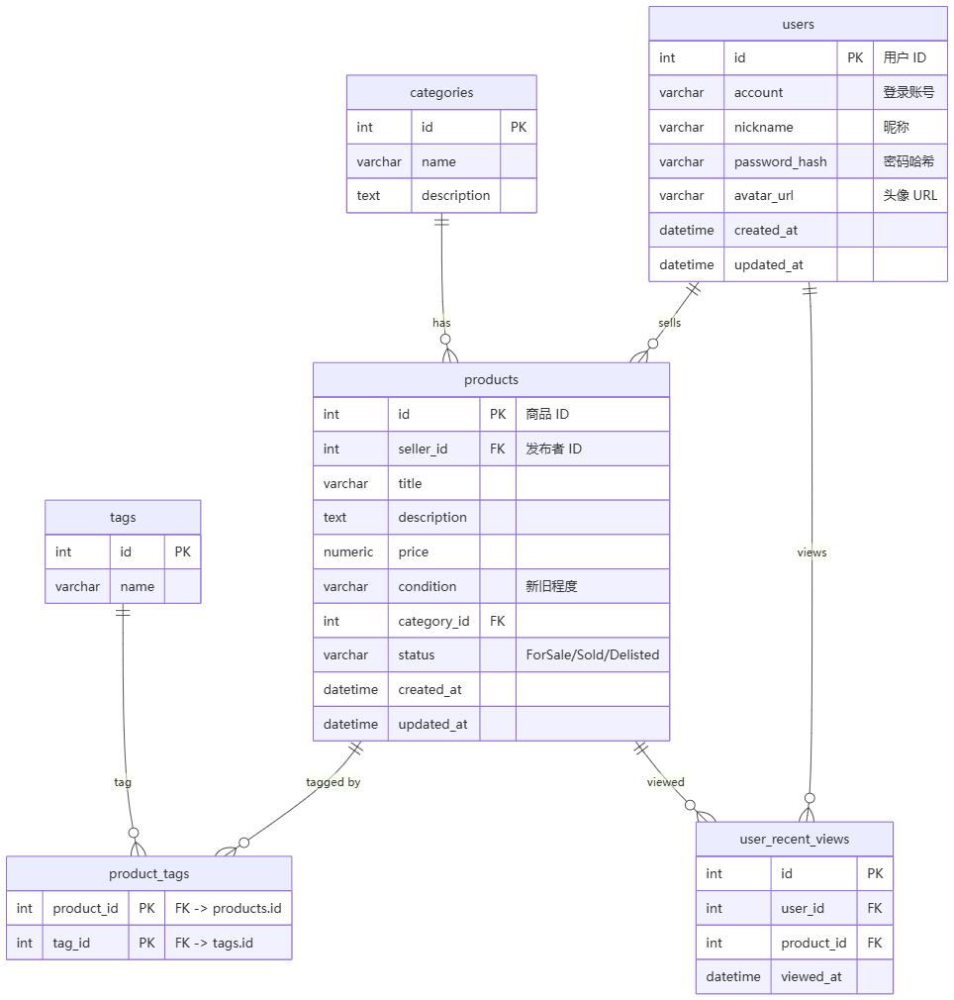 users
int id PK 用户 ID
varchar account 登录账号
varchar nickname 昵称
varchar password_hash 密码哈希
varchar avatar_url 头像 URL
datetime created_at
datetime updated_at
categories
int id PK
varchar name
text description
has
sells
products
int id PK 商品 ID
int seller_id FK 发布者 ID
varchar title
text description
numeric price
varchar condition 新旧程度
int category_id FK
varchar status ForSale/Sold/Delisted
datetime created_at
datetime updated_at
tags
int id PK
varchar name
views
tag
tagged by
viewed
product_tags
int product_id PK FK -> products.id
int tag_id PK FK -> tags.id
user_recent_views
int id PK
int user_id FK
int product_id FK
datetime viewed_at